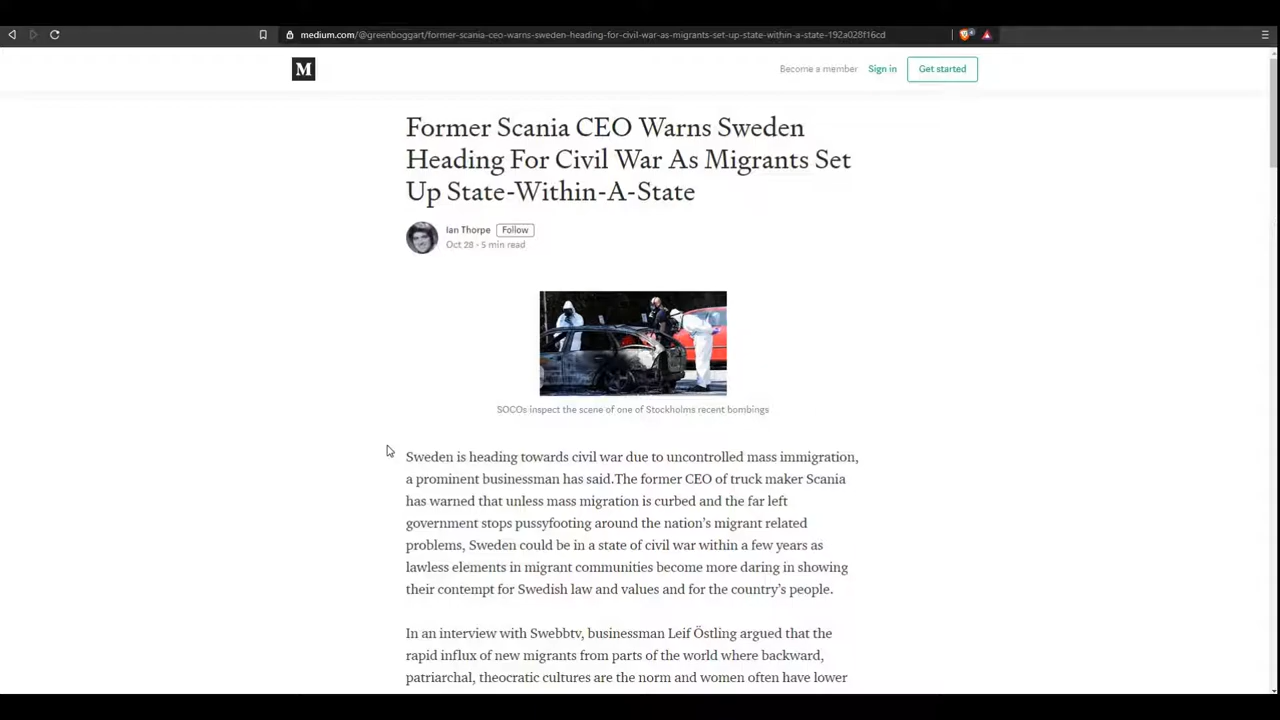 medium.com/@greenboggart/former-scania-ceo-warns-sweden-heading-for-civil-war-as-migrants-set-up-state-within-a-state-192a028f16cd
M
Become a member Sign in Get started
Former Scania CEO Warns Sweden
Heading For Civil War As Migrants Set
Up State-Within-A-State
Ian Thorpe Follow
Oct 28 · 5 min read
SOCOs inspect the scene of one of Stockholms recent bombings
Sweden is heading towards civil war due to uncontrolled mass immigration,
a prominent businessman has said.The former CEO of truck maker Scania
has warned that unless mass migration is curbed and the far left
government stops pussyfooting around the nation’s migrant related
problems, Sweden could be in a state of civil war within a few years as
lawless elements in migrant communities become more daring in showing
their contempt for Swedish law and values and for the country’s people.
In an interview with Swebbtv, businessman Leif Östling argued that the
rapid influx of new migrants from parts of the world where backward,
patriarchal, theocratic cultures are the norm and women often have lower